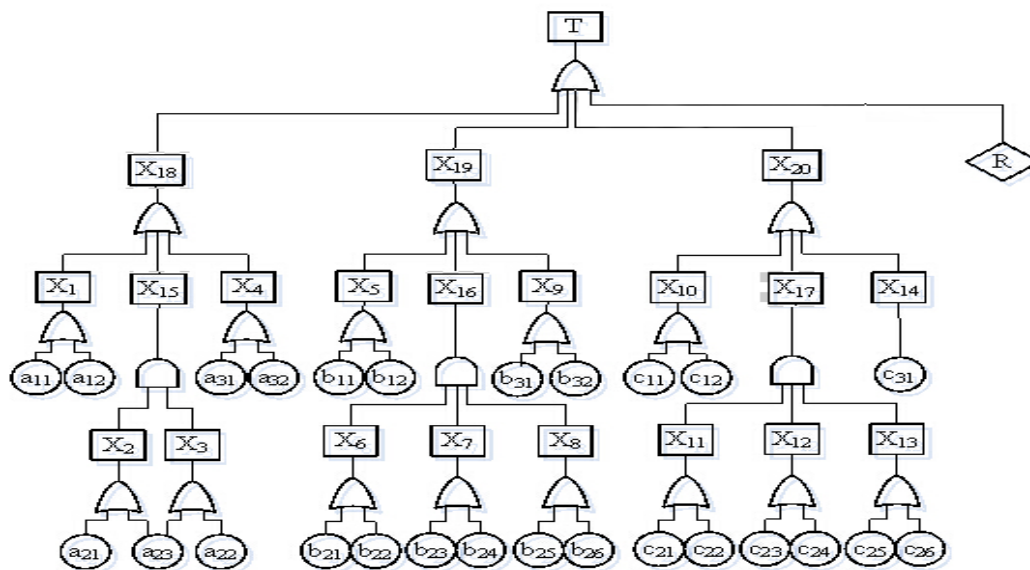 T
X18 X19 X20 R
X1 X15 X4 X5 X16 X9 X10 X17 X14
a11 a12 a31 a32 b11 b12 b31 b32 c11 c12 c31
X2 X3 X6 X7 X8 X11 X12 X13
a21 a23 a22 b21 b22 b23 b24 b25 b26 c21 c22 c23 c24 c25 c26